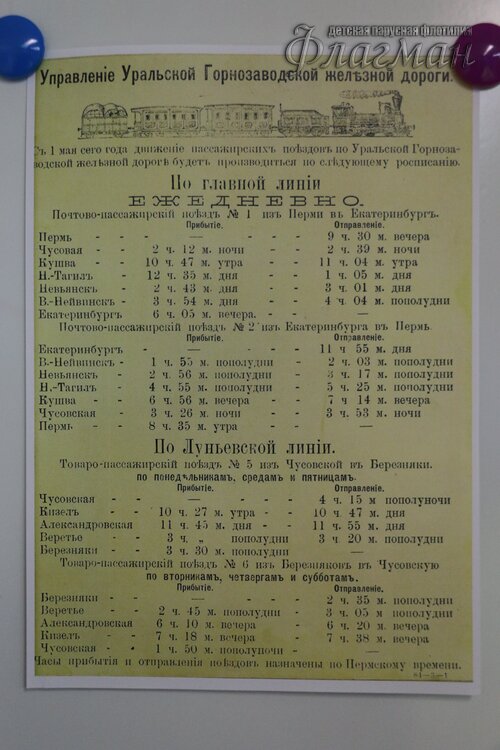 детская парусная флотилия
Флагман
Управленіе Уральской Горнозаводской желѣзной дороги.
Съ 1 мая сего года движеніе пассажирскихъ поѣздовъ по Уральской Горноза-
водской желѣзной дорогѣ будетъ производиться по слѣдующему росписанію.
По главной линіи
ЕЖЕДНЕВНО.
Почтово-пассажирскій поѣздъ № 1 изъ Перми въ Екатеринбургъ.
Прибытіе. Отправленіе.
Пермь - - - — - - - 9 ч. 30 м. вечера
Чусовая - 2 ч. 12 м. ночи - - 2 ч. 39 м. ночи
Кушва - - 10 ч. 47 м. утра - - 11 ч. 04 м. утра
Н.-Тагилъ - 12 ч. 35 м. дня - - 1 ч. 05 м. дня
Невьянскъ - 2 ч. 43 м. дня - - 3 ч. 01 м. дня
В.-Нейвинскъ - 3 ч. 54 м. дня - - 4 ч. 04 м. пополудни
Екатеринбургъ 6 ч. 05 м. вечера. - - —
Почтово-пассажирскій поѣздъ № 2 изъ Екатеринбурга въ Пермь.
Прибытіе. Отправленіе.
Екатеринбургъ - — - - 11 ч 55 м. дня
В.-Нейвинскъ - 1 ч. 55 м. пополудни - 2 ч. 03 м. пополудни
Невьянскъ - 2 ч. 56 м. пополудни - 3 ч. 17 м. пополудни
Н.-Тагилъ - 4 ч. 55 м. пополудни - 5 ч. 25 м. пополудни
Кушва - - 6 ч. 56 м. вечера - - 7 ч 14 м. вечера
Чусовская - 3 ч. 26 м. ночи - - 3 ч. 53 м. ночи
Пермь - - 8 ч. 35 м. утра - - —
По Луньевской линіи.
Товаро-пассажирскій поѣздъ № 5 изъ Чусовской въ Березняки.
по понедѣльникамъ, средамъ и пятницамъ.
Прибытіе. Отправленіе.
Чусовская - - — - - 4 ч. 15 м пополуночи
Кизелъ - - 10 ч. 27 м. утра - - 10 ч. 47 м. дня
Александровская 11 ч. 45 м. дня - - 11 ч. 55 м. дня
Веретье - - 3 ч. „ пополудни 3 ч. 20 м. пополудни
Березняки - - 3 ч. 30 м. пополудни —
Товаро-пассажирскій поѣздъ № 6 изъ Березняковъ въ Чусовскую
по вторникамъ, четвергамъ и субботамъ.
Прибытіе. Отправленіе.
Березняки - - — - - 2 ч. 35 м. пополудни
Веретье - - 2 ч. 45 м. пополудни - 3 ч. 05 м пополудни
Александровская 6 ч. 10 м. вечера - - 6 ч. 20 м. вечера
Кизелъ - - 7 ч. 18 м. вечера - - 7 ч. 38 м. вечера
Чусовская - - 1 ч. 50 м. пополуночи - —
Часы прибытія и отправленія поѣздовъ назначены по Пермскому времени.
84—3—1